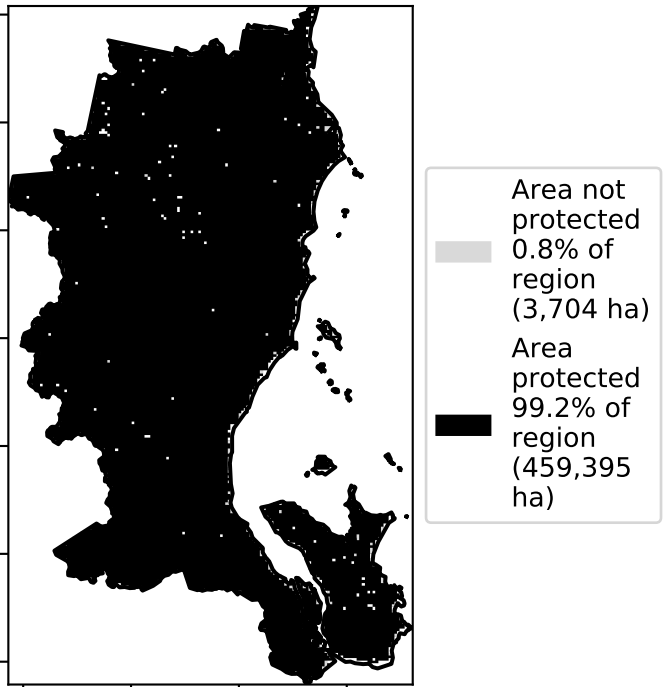 Area not
protected
0.8% of
region
(3,704 ha)
Area
protected
99.2% of
region
(459,395
ha)